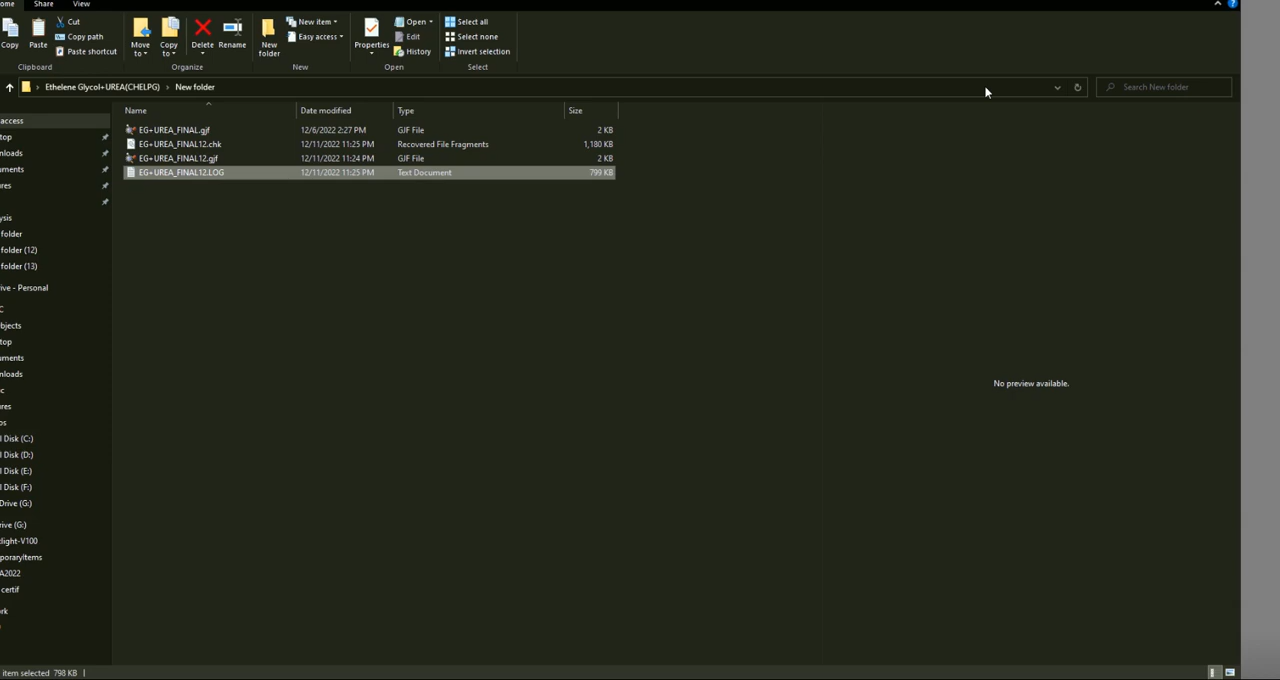 ome Share View
Cut
Copy path
Paste shortcut
Copy Paste
Clipboard
Move to Copy to Delete Rename
Organize
New folder
New item
Easy access
New
Properties
Open
Edit
History
Open
Select all
Select none
Invert selection
Select
Ethelene Glycol+UREA(CHELPG) New folder
Search New folder
Name Date modified Type Size
EG+UREA_FINAL.gjf 12/6/2022 2:27 PM GJF File 2 KB
EG+UREA_FINAL12.chk 12/11/2022 11:25 PM Recovered File Fragments 1,180 KB
EG+UREA_FINAL12.gjf 12/11/2022 11:24 PM GJF File 2 KB
EG+UREA_FINAL12.LOG 12/11/2022 11:25 PM Text Document 799 KB
access
top
nloads
uments
ures
ysis
folder
folder (12)
folder (13)
ive - Personal
C
bjects
top
uments
nloads
c
ures
os
l Disk (C:)
l Disk (D:)
l Disk (E:)
l Disk (F:)
Drive (G:)
rive (G:)
tlight-V100
poraryItems
A2022
certif
rk
No preview available.
item selected 798 KB